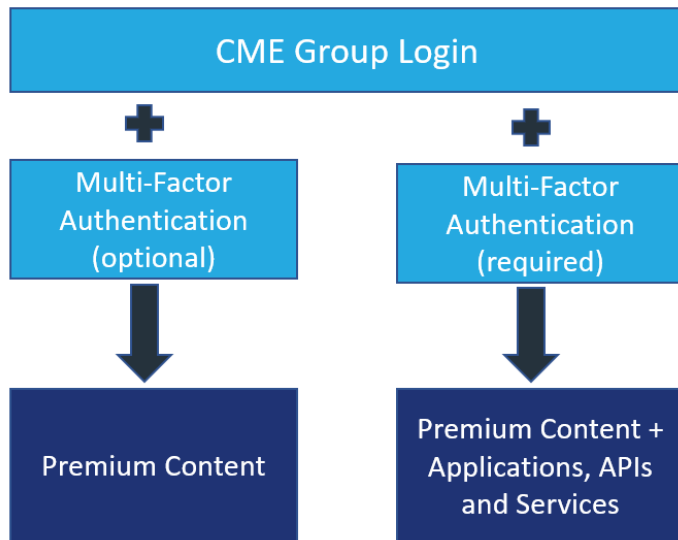 CME Group Login
Multi-Factor
Authentication
(optional)
Multi-Factor
Authentication
(required)
Premium Content
Premium Content +
Applications, APIs
and Services